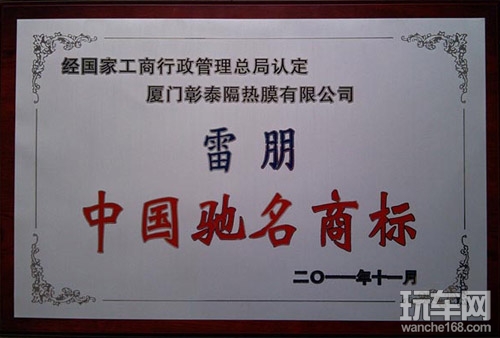 经国家工商行政管理总局认定
厦门彰泰隔热膜有限公司
雷朋
中国驰名商标
二〇一一年十一月
玩车网
wanche168.com